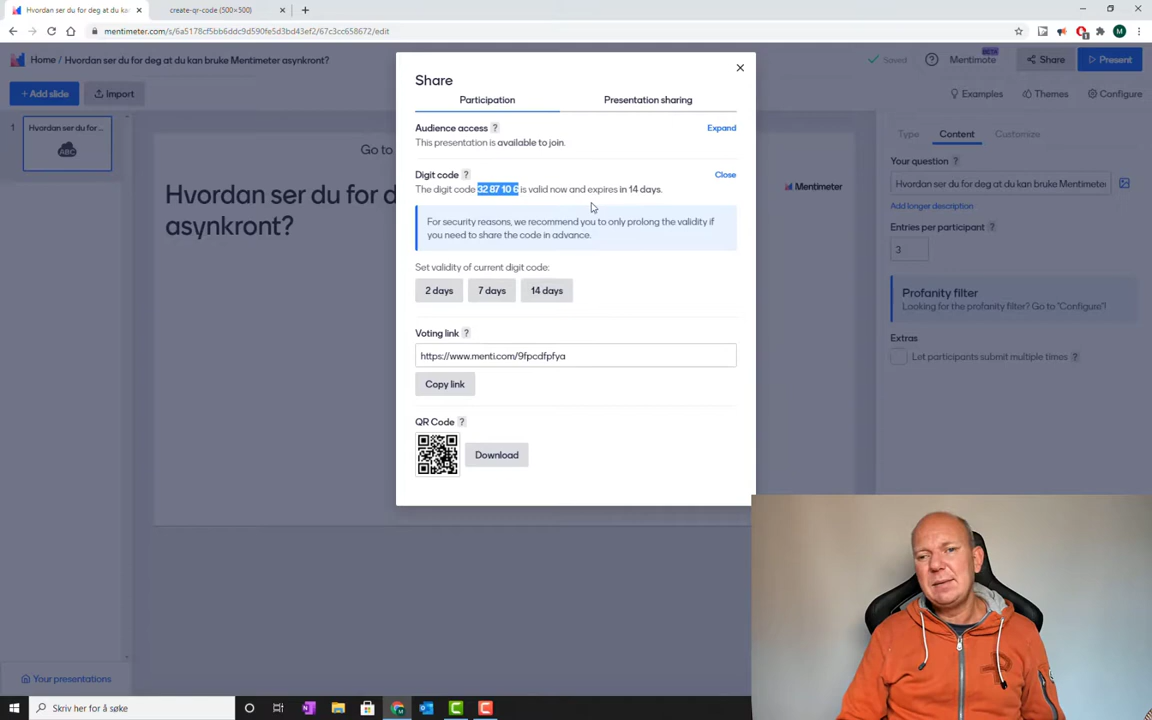 Hvordan ser du for deg at du kan br
create-qr-code (500×500)
mentimeter.com/s/6a5178cf5bb6ddc9d590fe5d3bd43ef2/67c3cc658672/edit
M
Home / Hvordan ser du for deg at du kan bruke Mentimeter asynkront?
Saved
BETA
Mentimote
Share
Present
+ Add slide
Import
Examples
Themes
Configure
1
Hvordan ser du for...
ABC
Go to
Hvordan ser du for d
asynkront?
Mentimeter
Share
Participation
Presentation sharing
Audience access ?
Expand
This presentation is available to join.
Digit code ?
Close
The digit code 32 87 10 6 is valid now and expires in 14 days.
For security reasons, we recommend you to only prolong the validity if
you need to share the code in advance.
Set validity of current digit code:
2 days
7 days
14 days
Voting link ?
https://www.menti.com/9fpcdfpfya
Copy link
QR Code ?
Download
Type
Content
Customize
Your question ?
Hvordan ser du for deg at du kan bruke Mentimeter
Add longer description
Entries per participant ?
3
Profanity filter
Looking for the profanity filter? Go to "Configure"!
Extras
Let participants submit multiple times ?
Your presentations
Skriv her for å søke